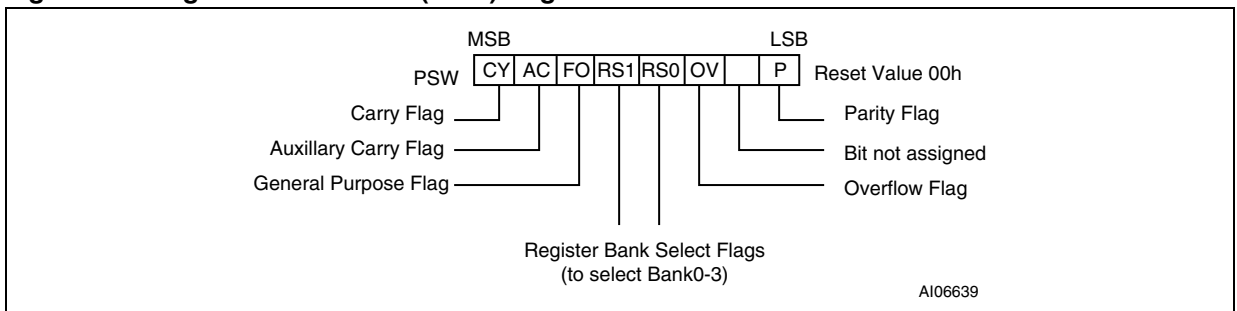 MSB LSB
PSW CY AC FO RS1 RS0 OV P Reset Value 00h
Carry Flag Parity Flag
Auxillary Carry Flag Bit not assigned
General Purpose Flag Overflow Flag
Register Bank Select Flags
(to select Bank0-3)
AI06639